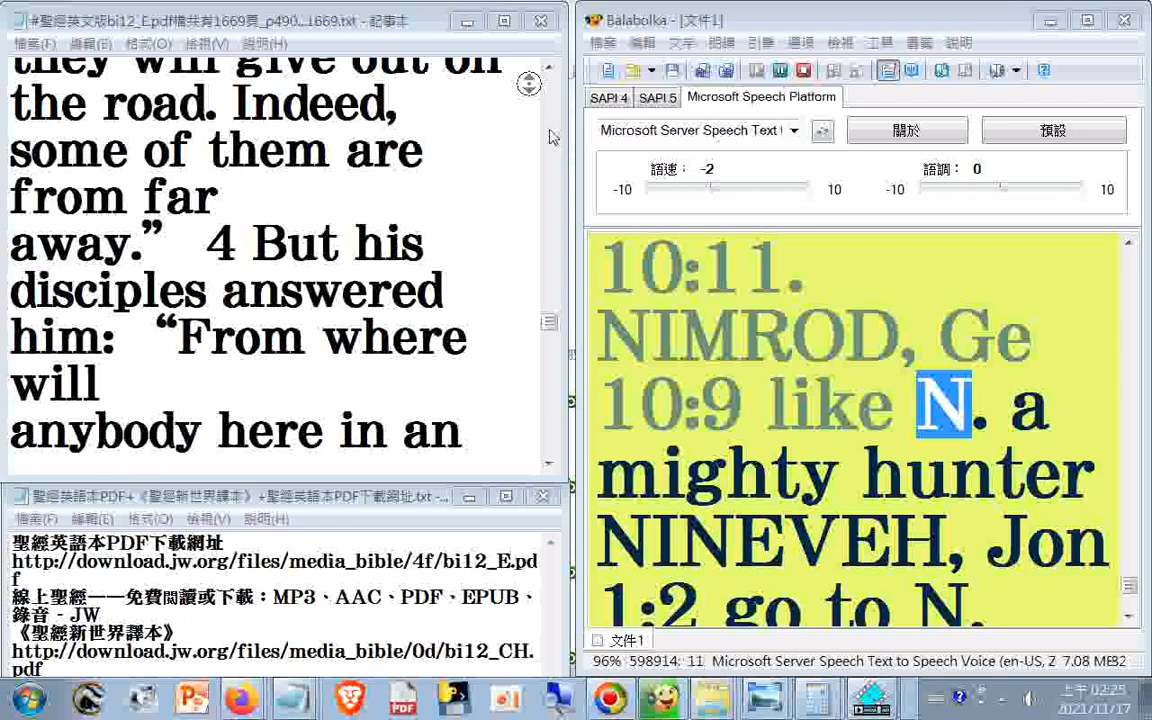 #聖經英文版bi12_E.pdf檔共有1669頁_p490..._1669.txt - 記事本
檔案(F) 編輯(E) 格式(O) 檢視(V) 說明(H)
they will give out on
the road. Indeed,
some of them are
from far
away.” 4 But his
disciples answered
him: “From where
will
anybody here in an
聖經英語本PDF+《聖經新世界譯本》+聖經英語本PDF下載網址.txt - ...
檔案(F) 編輯(E) 格式(O) 檢視(V) 說明(H)
聖經英語本PDF下載網址
http://download.jw.org/files/media_bible/4f/bi12_E.pd
f
線上聖經——免費閱讀或下載：MP3、AAC、PDF、EPUB、
錄音 - JW
《聖經新世界譯本》
http://download.jw.org/files/media_bible/0d/bi12_CH.
pdf
Balabolka - [文件1]
檔案 編輯 文字 朗讀 引擎 選項 檢視 工具 書籤 說明
SAPI 4 SAPI 5 Microsoft Speech Platform
Microsoft Server Speech Text 關於 預設
語速： -2 語調： 0
-10 10 -10 10
10:11.
NIMROD, Ge
10:9 like N. a
mighty hunter
NINEVEH, Jon
1:2 go to N.
文件1
96% 598914: 11 Microsoft Server Speech Text to Speech Voice (en-US, Z 7.08 MB
PDF
上午 02:25
2021/11/17